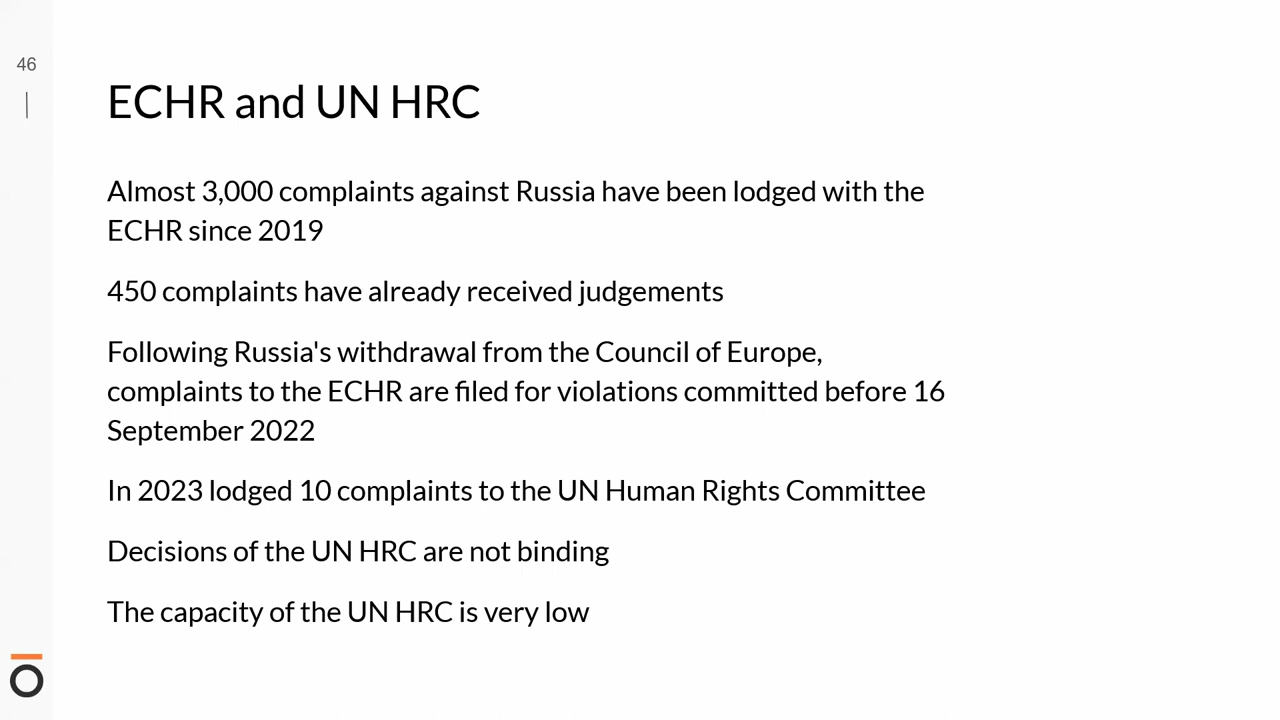 46
ECHR and UN HRC
Almost 3,000 complaints against Russia have been lodged with the
ECHR since 2019
450 complaints have already received judgements
Following Russia's withdrawal from the Council of Europe,
complaints to the ECHR are filed for violations committed before 16
September 2022
In 2023 lodged 10 complaints to the UN Human Rights Committee
Decisions of the UN HRC are not binding
The capacity of the UN HRC is very low